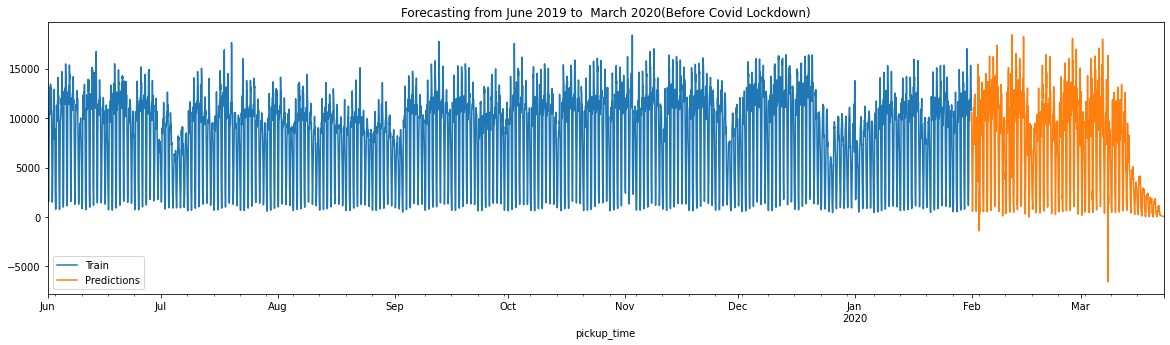 Forecasting from June 2019 to  March 2020(Before Covid Lockdown)
15000
10000
5000
0
−5000
Train
Predictions
Jun Jul Aug Sep Oct Nov Dec Jan Feb Mar
2020
pickup_time